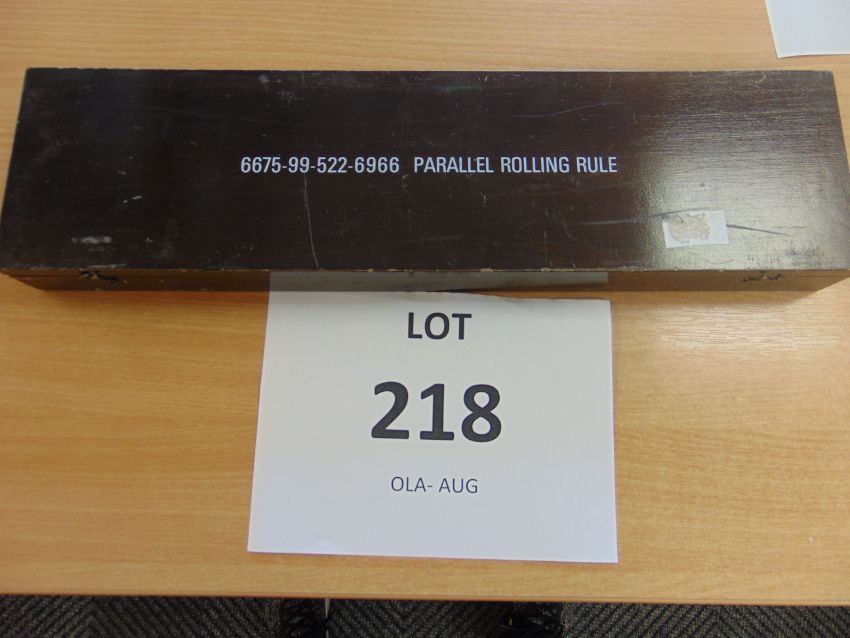 6675-99-522-6966 PARALLEL ROLLING RULE
LOT
218
OLA- AUG